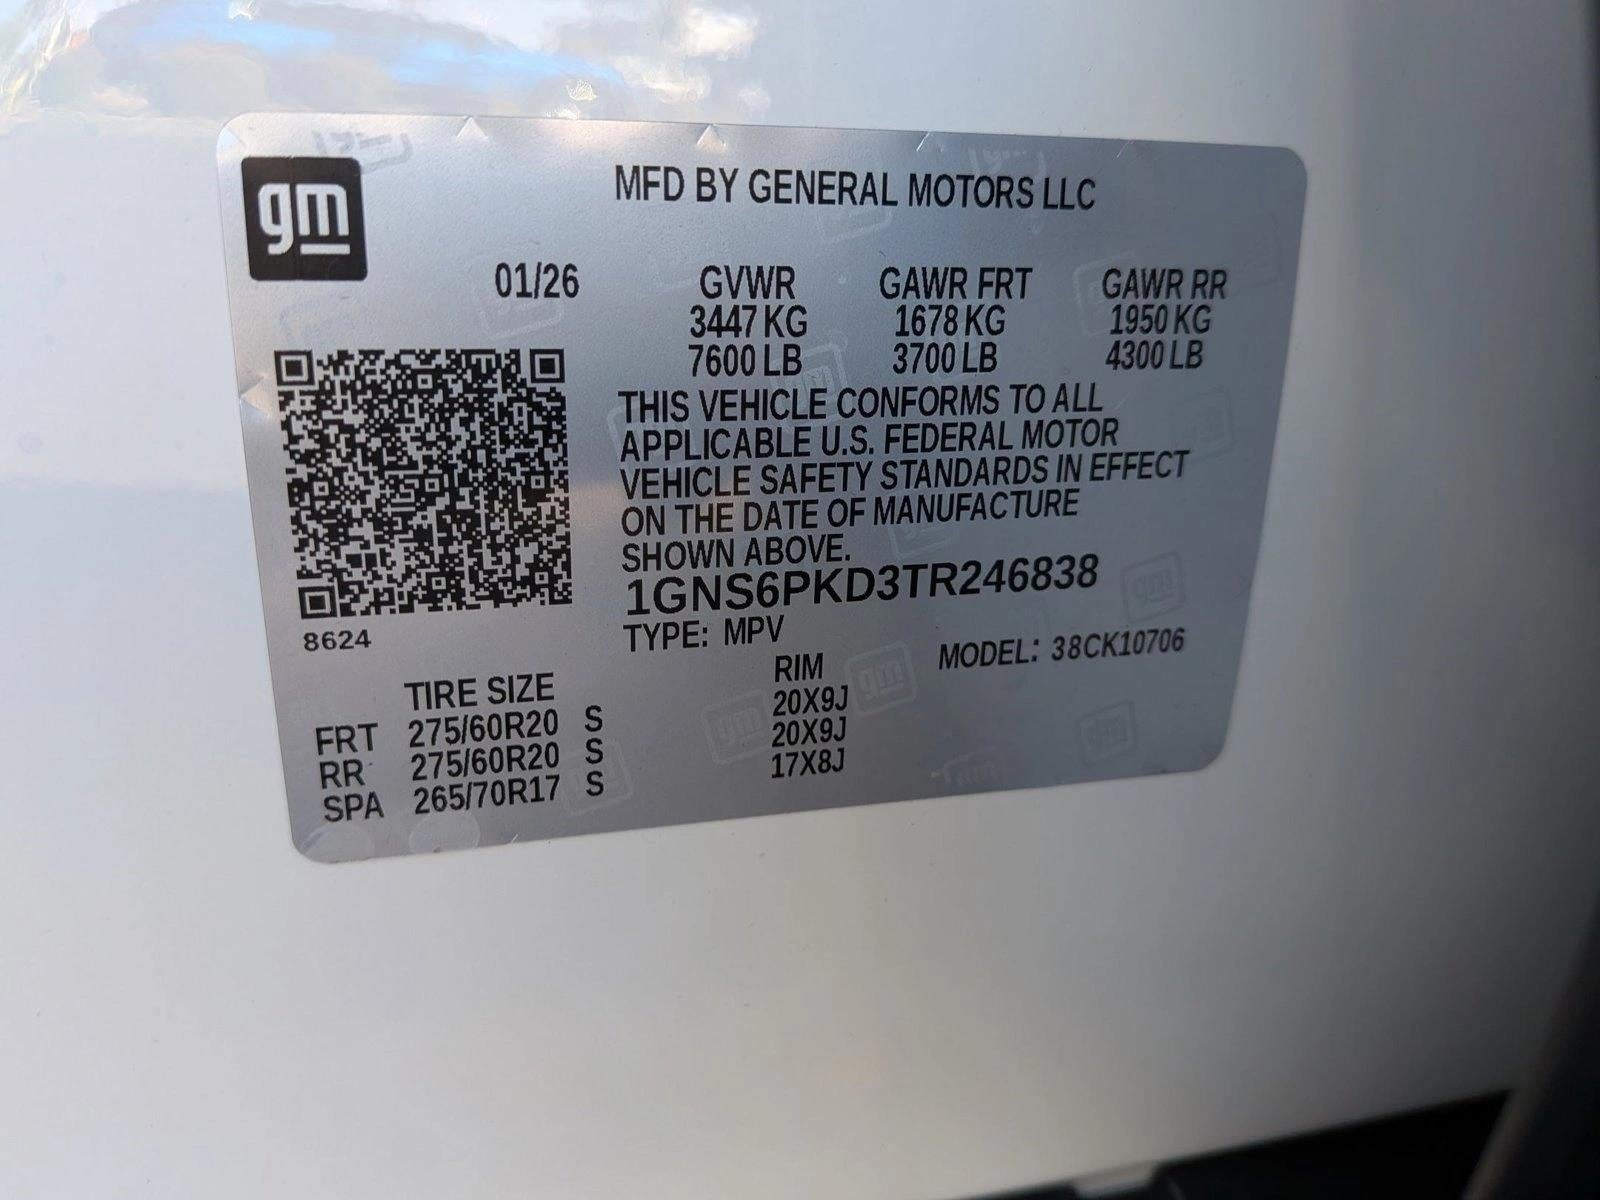 gm
MFD BY GENERAL MOTORS LLC
01/26 GVWR GAWR FRT GAWR RR
3447 KG 1678 KG 1950 KG
7600 LB 3700 LB 4300 LB
THIS VEHICLE CONFORMS TO ALL
APPLICABLE U.S. FEDERAL MOTOR
VEHICLE SAFETY STANDARDS IN EFFECT
ON THE DATE OF MANUFACTURE
SHOWN ABOVE.
1GNS6PKD3TR246838
8624
TYPE: MPV
MODEL: 38CK10706
TIRE SIZE RIM
FRT 275/60R20 S 20X9J
RR 275/60R20 S 20X9J
SPA 265/70R17 S 17X8J